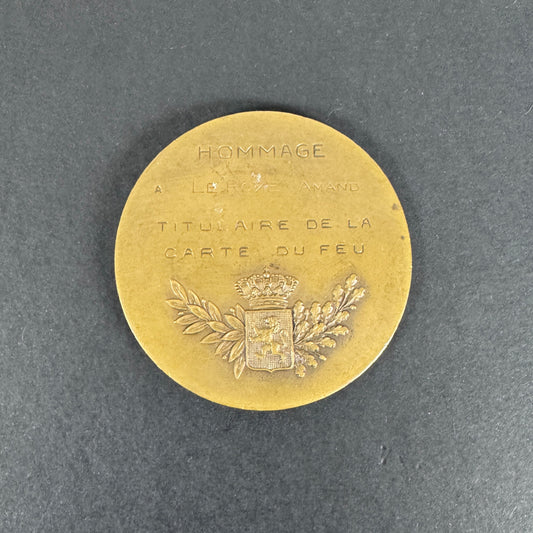 HOMMAGE
A LE AMAND
TITULAIRE DE LA
CARTE DU FEU